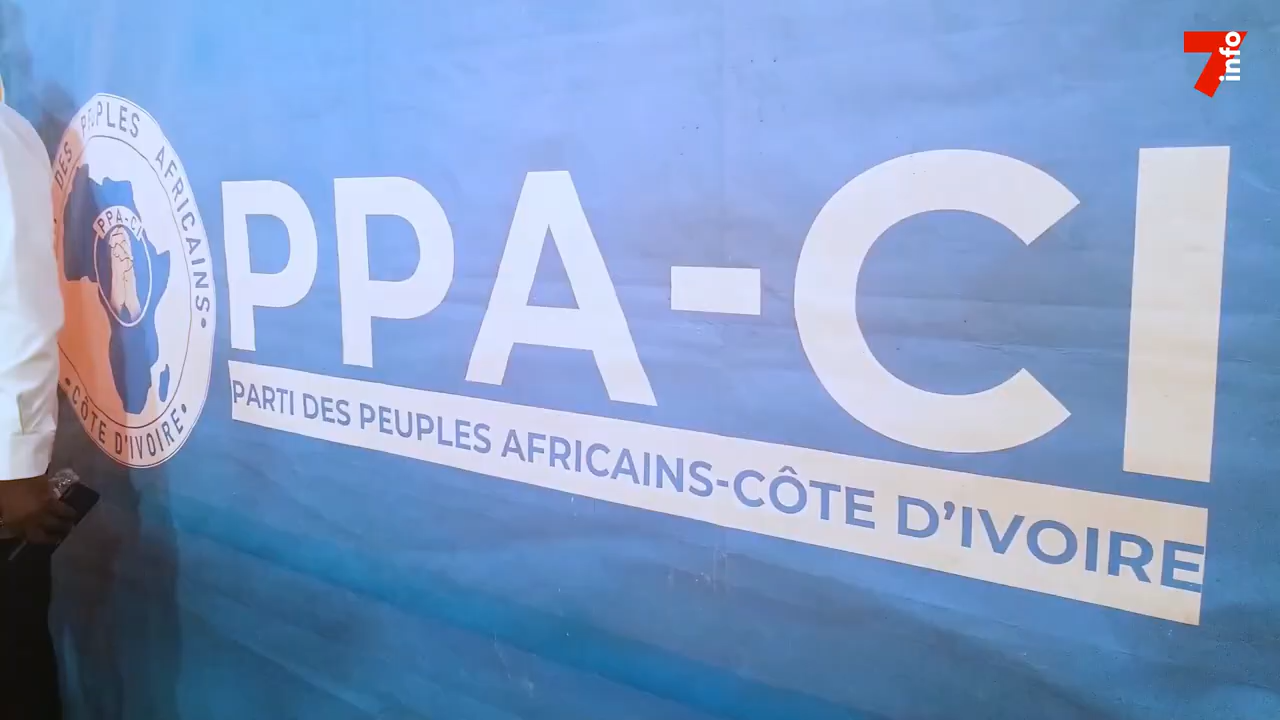 7info
DES PEUPLES AFRICAINS
PPA-CI
• CÔTE D'IVOIRE •
PPA-CI
PARTI DES PEUPLES AFRICAINS-CÔTE D'IVOIRE